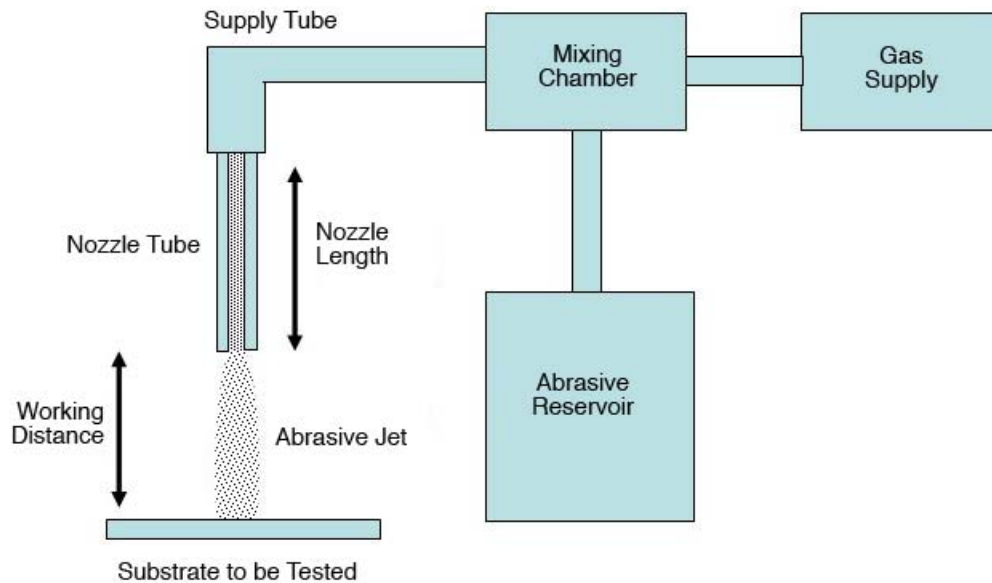 Supply Tube
Mixing
Chamber
Gas
Supply
Nozzle Tube
Nozzle
Length
Abrasive
Reservoir
Working
Distance
Abrasive Jet
Substrate to be Tested